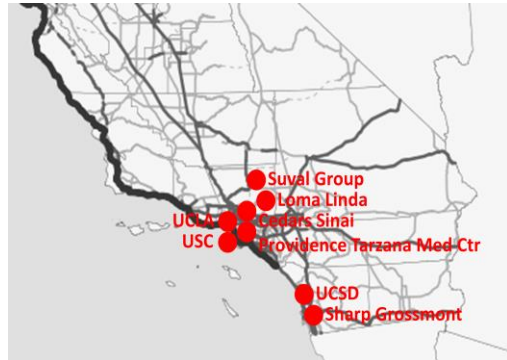 Suval Group
Loma Linda
UCLA
Cedars Sinai
USC
Providence Tarzana Med Ctr
UCSD
Sharp Grossmont